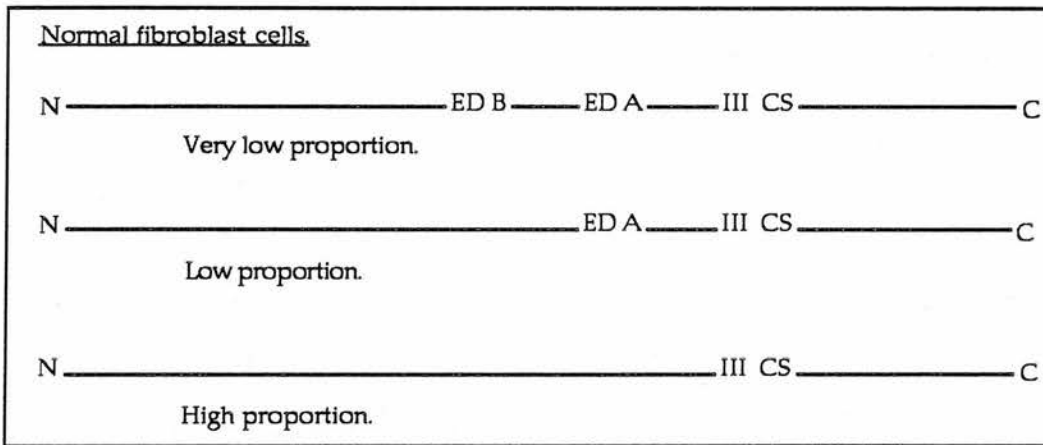 Normal fibroblast cells.
N ED B ED A III CS C
Very low proportion.
N ED A III CS C
Low proportion.
N III CS C
High proportion.